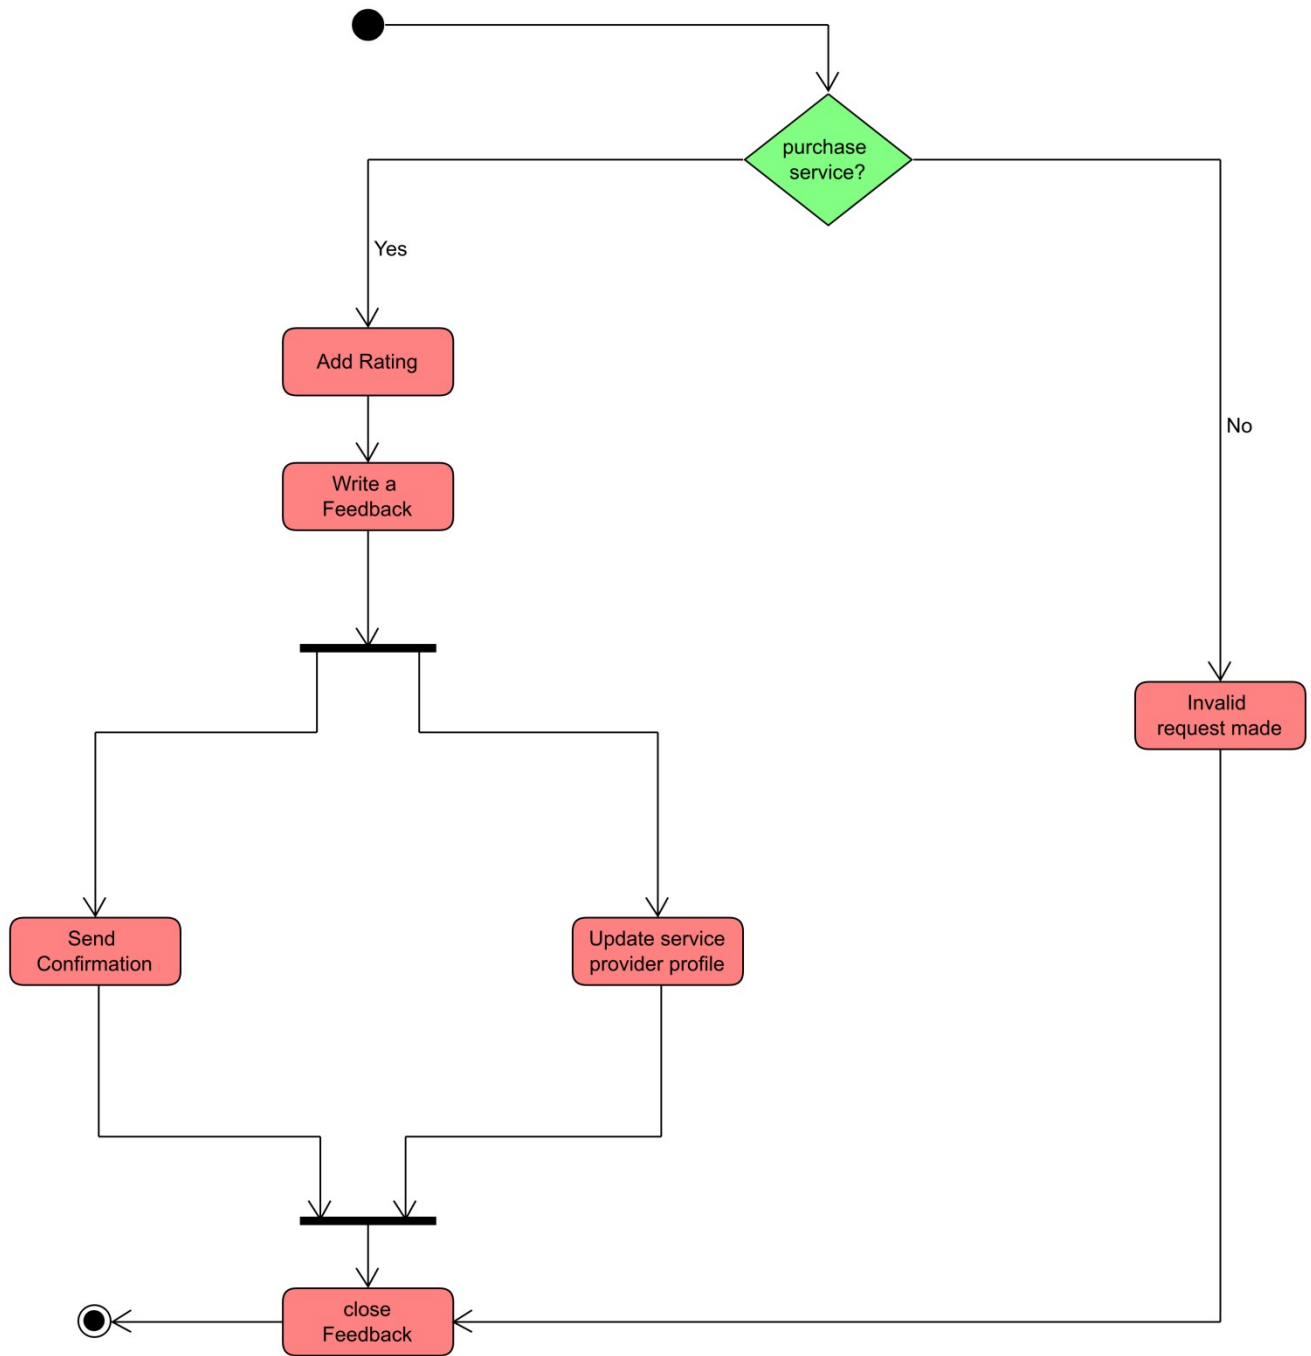 purchase
service?
Yes
Add Rating
No
Write a
Feedback
Invalid
request made
Send
Confirmation
Update service
provider profile
close
Feedback